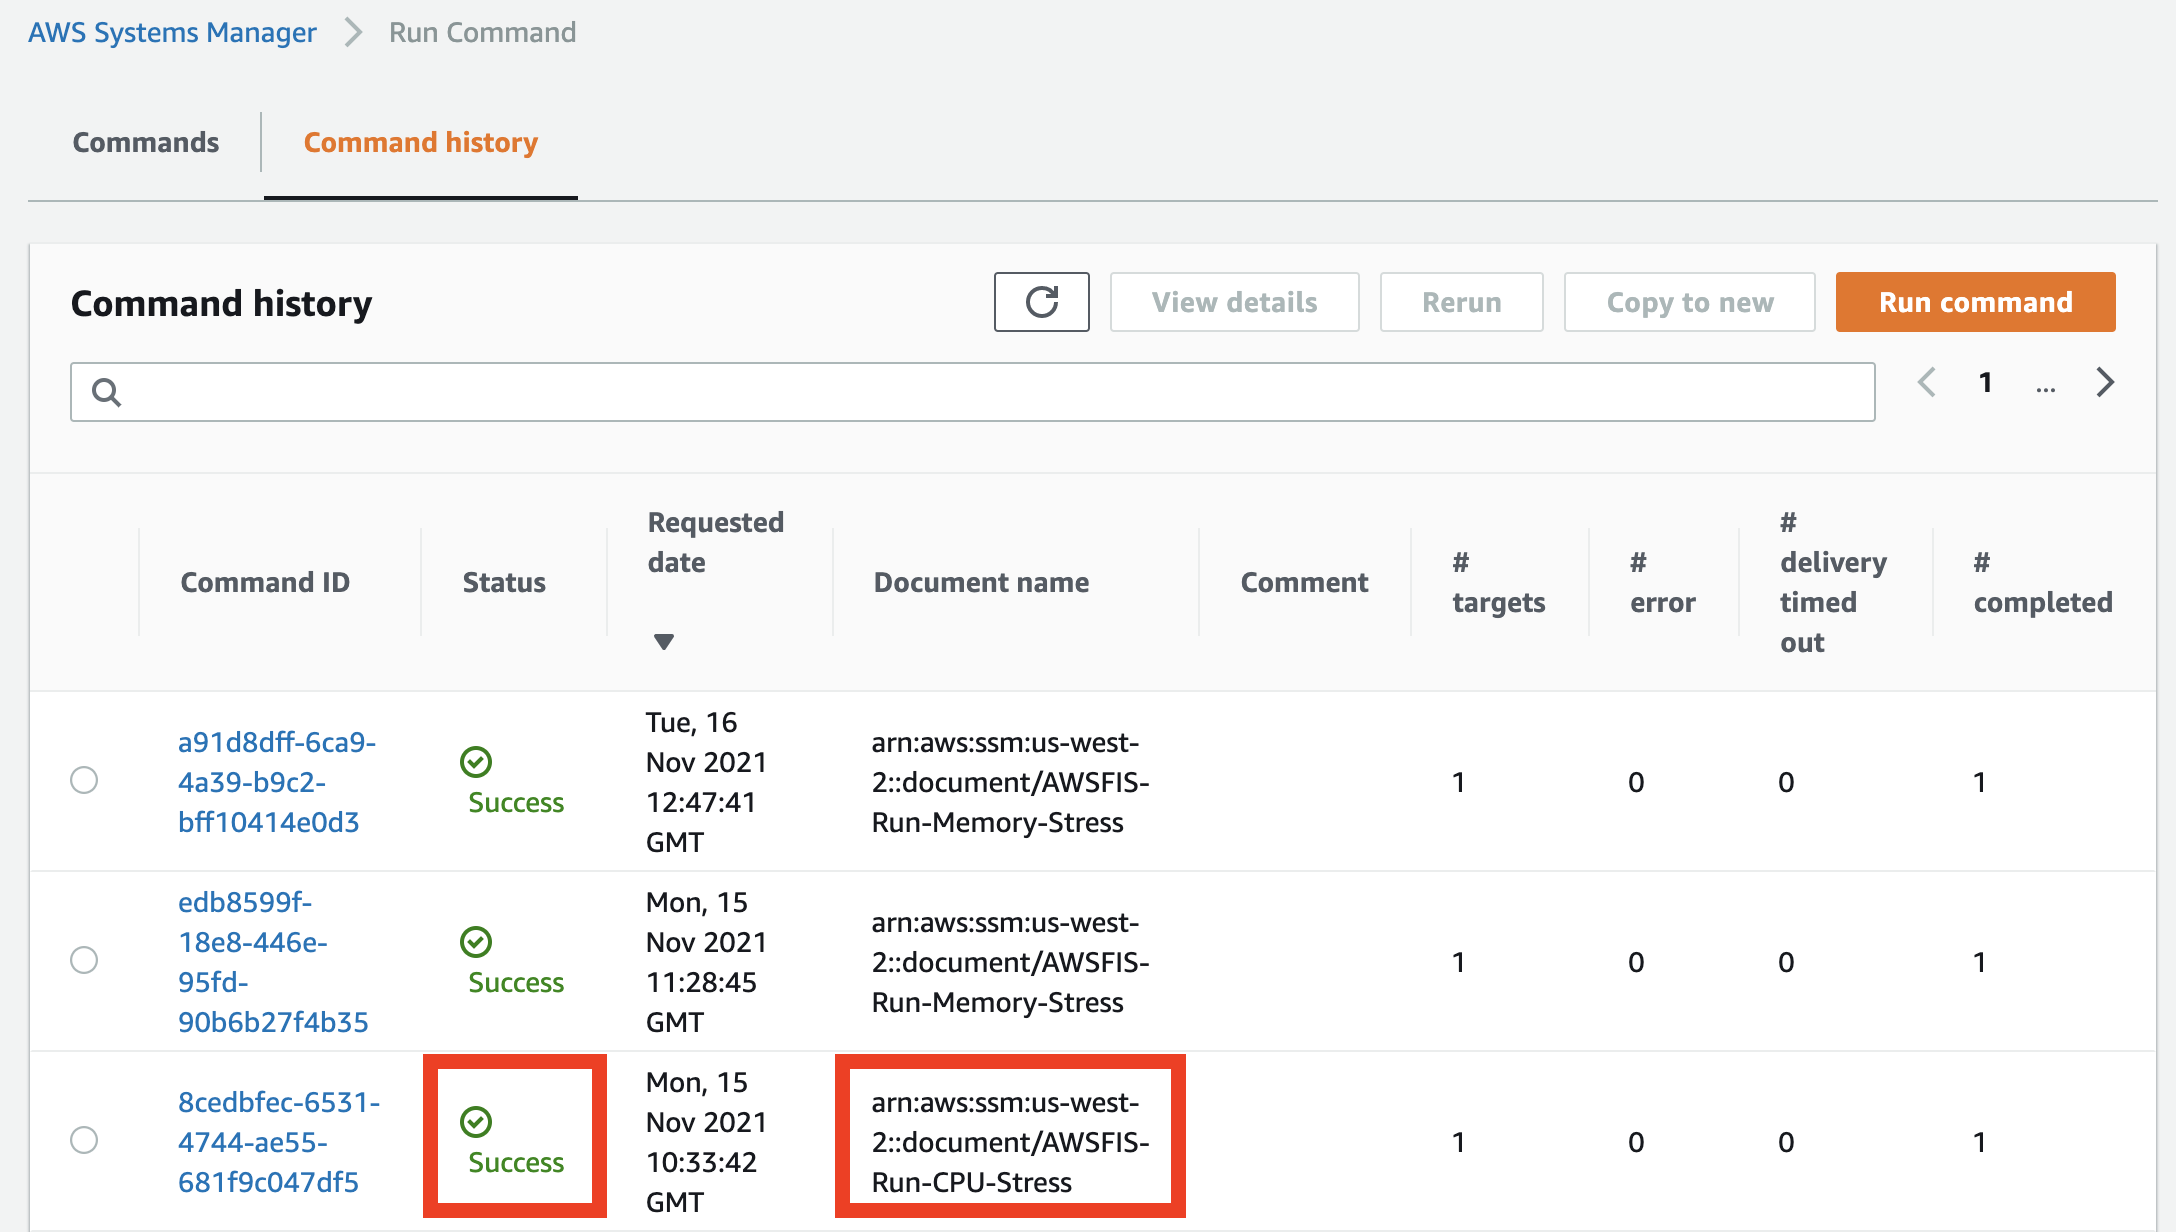 AWS Systems Manager > Run Command
Commands
Command history
Command history
View details
Rerun
Copy to new
Run command
1
...
Command ID
Status
Requested
date
Document name
Comment
#
targets
#
error
#
delivery
timed
out
#
completed
a91d8dff-6ca9-
4a39-b9c2-
bff10414e0d3
Success
Tue, 16
Nov 2021
12:47:41
GMT
arn:aws:ssm:us-west-
2::document/AWSFIS-
Run-Memory-Stress
1
0
0
1
edb8599f-
18e8-446e-
95fd-
90b6b27f4b35
Success
Mon, 15
Nov 2021
11:28:45
GMT
arn:aws:ssm:us-west-
2::document/AWSFIS-
Run-Memory-Stress
1
0
0
1
8cedbfec-6531-
4744-ae55-
681f9c047df5
Success
Mon, 15
Nov 2021
10:33:42
GMT
arn:aws:ssm:us-west-
2::document/AWSFIS-
Run-CPU-Stress
1
0
0
1